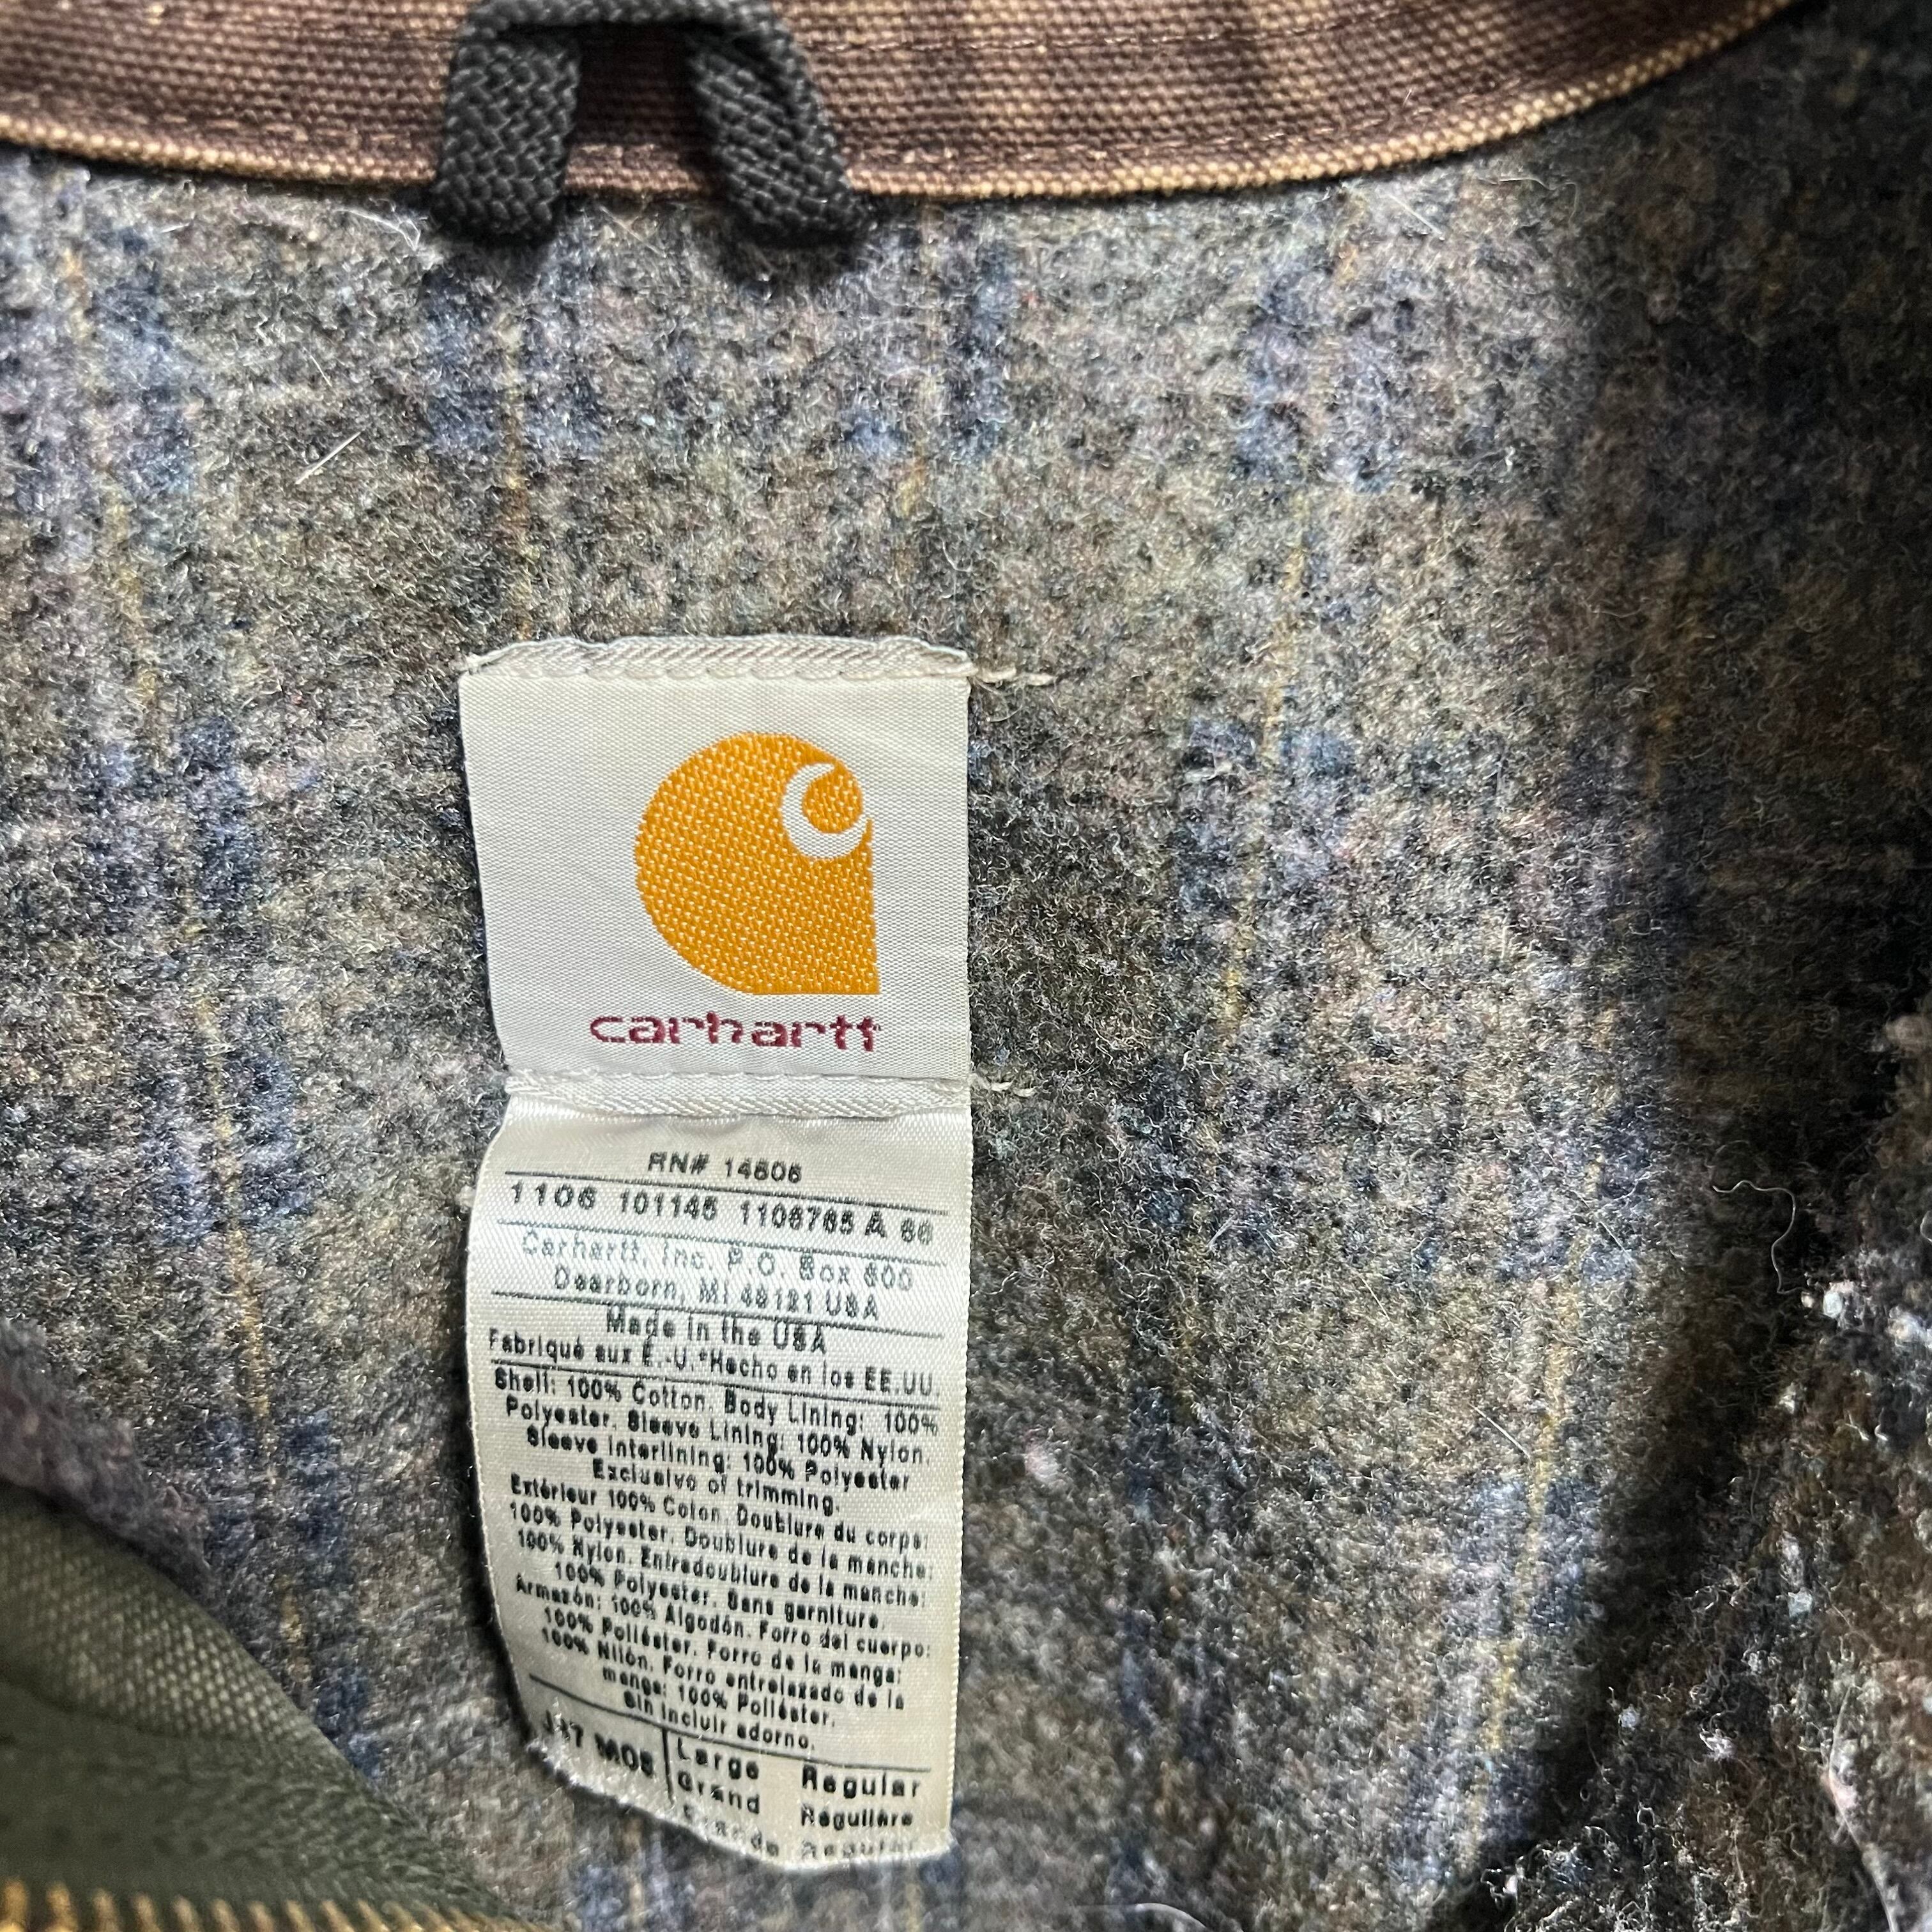 carhartt
RN# 14806
1106 101145 1106765 A 86
Carhartt, Inc. P.O. Box 600
Dearborn, MI 48121 USA
Made in the USA
Fabriqué aux É.-U.*Hecho en los EE.UU.
Shell: 100% Cotton. Body Lining: 100%
Polyester. Sleeve Lining: 100% Nylon.
Sleeve Interlining: 100% Polyester
Exclusive of trimming.
Extérieur 100% Coton. Doublure du corps:
100% Polyester. Doublure de la manche:
100% Nylon. Entredoublure de la manche:
100% Polyester. Sans garniture.
Armazón: 100% Algodón. Forro del cuerpo:
100% Poliéster. Forro de la manga:
100% Nilón. Forro entrelazado de la
manga: 100% Poliéster.
Sin incluir adorno.
MOS Large Regular
Grand Régulière